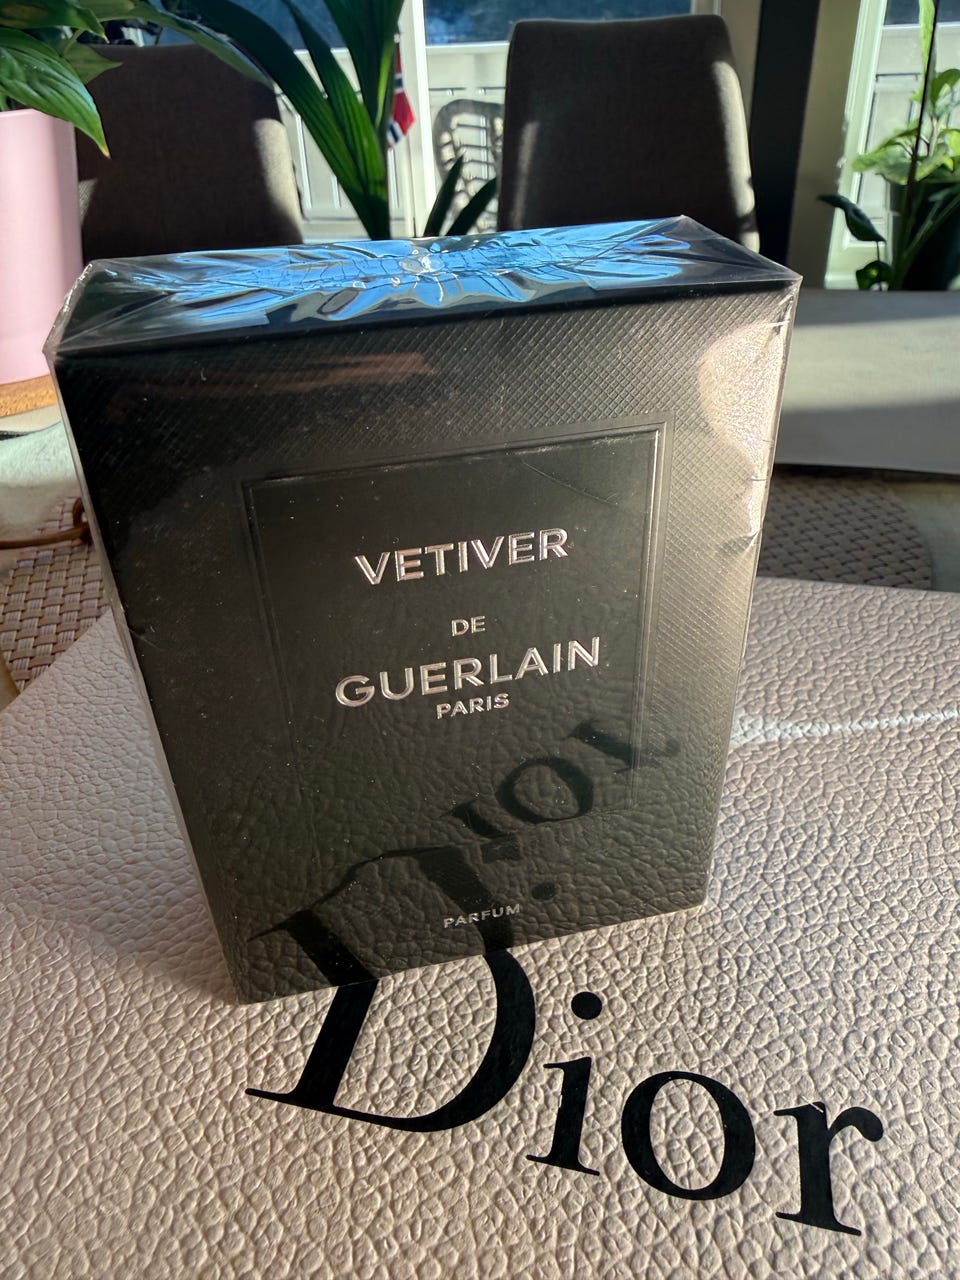 VETIVER
DE
GUERLAIN
PARIS
PARFUM
Dior